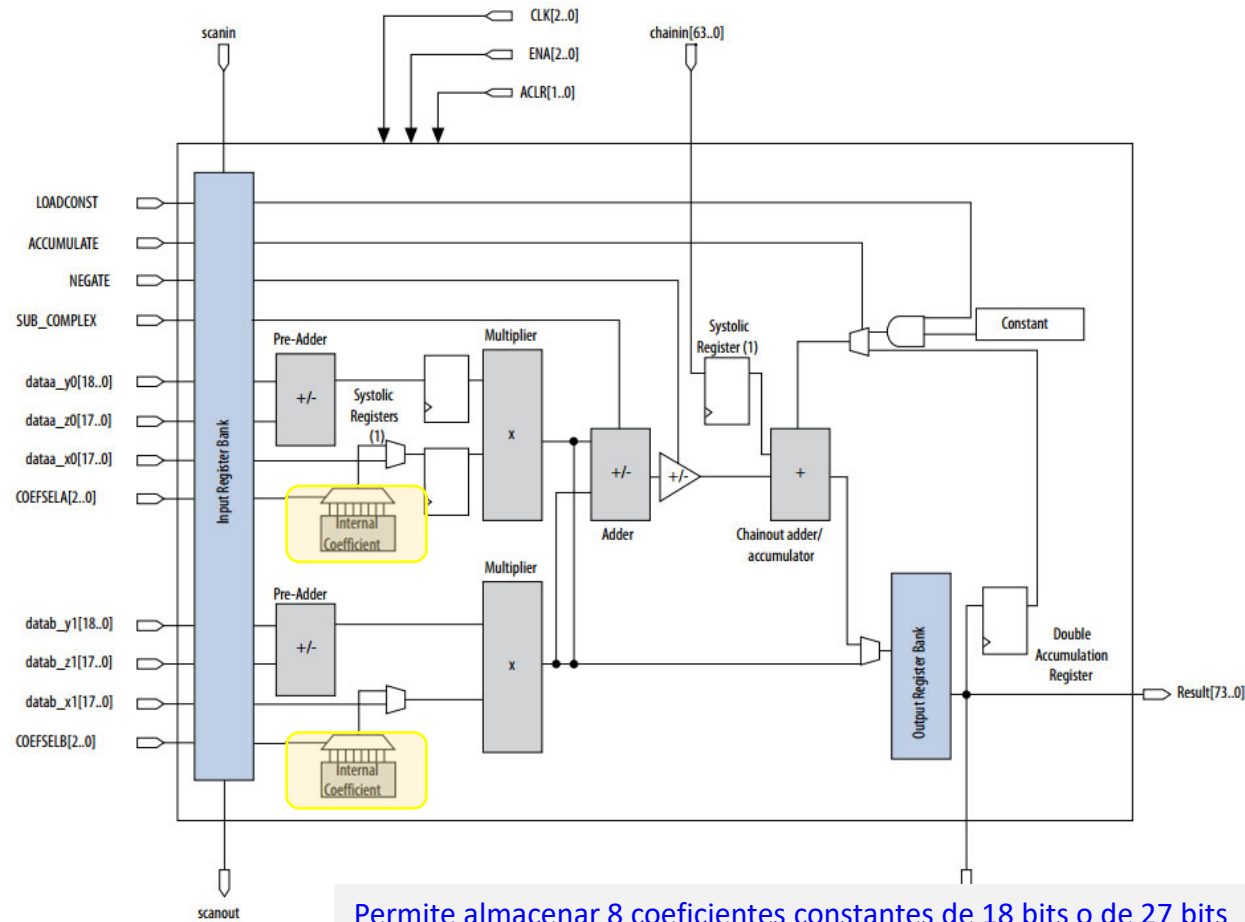 CLK[2..0]
scanin
chainin[63..0]
ENA[2..0]
ACLR[1..0]
LOADCONST
ACCUMULATE
NEGATE
SUB_COMPLEX
Constant
Systolic
Register (1)
Pre-Adder
Multiplier
dataa_y0[18..0]
+/-
Systolic
Registers
(1)
dataa_z0[17..0]
x
dataa_x0[17..0]
+/-
+/-
+
COEFSELA[2..0]
Input Register Bank
Internal
Coefficient
Adder
Chainout adder/
accumulator
Multiplier
Pre-Adder
datab_y1[18..0]
+/-
datab_z1[17..0]
x
Double
Accumulation
Register
datab_x1[17..0]
Output Register Bank
Result[73..0]
COEFSELB[2..0]
Internal
Coefficient
scanout
Permite almacenar 8 coeficientes constantes de 18 bits o de 27 bits